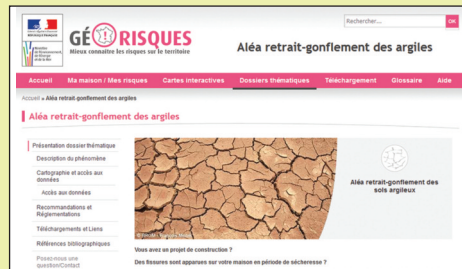 GÉORISQUES
Mieux connaître les risques sur le territoire
Rechercher...
OK
Aléa retrait-gonflement des argiles
Accueil
Ma maison / Mes risques
Cartes interactives
Dossiers thématiques
Téléchargement
Glossaire
Aide
Accueil » Aléa retrait-gonflement des argiles
Aléa retrait-gonflement des argiles
Présentation dossier thématique
Description du phénomène
Cartographie et accès aux
données
Accès aux données
Recommandations et
Réglementations
Téléchargements et Liens
Références bibliographiques
Posez-nous une
question/Contact
Aléa retrait-gonflement des
sols argileux
Vous avez un projet de construction ?
Des fissures sont apparues sur votre maison en période de sécheresse ?